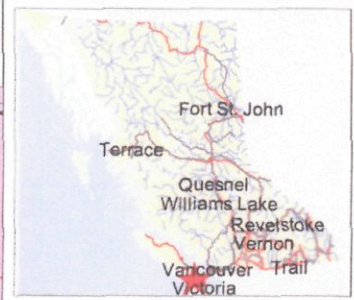 Fort St. John
Terrace
Quesnel
Williams Lake
Revelstoke
Vernon
Vancouver Trail
Victoria